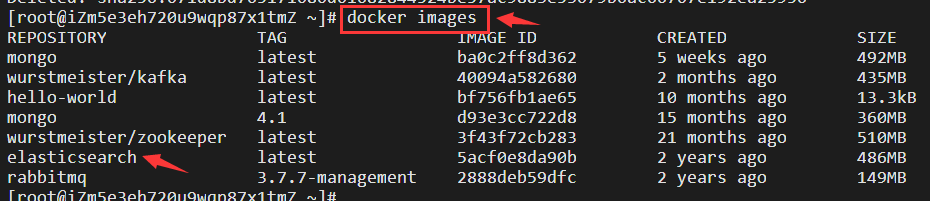 [root@iZm5e3eh720u9wqp87x1tmZ ~]# docker images
REPOSITORY TAG IMAGE ID CREATED SIZE
mongo latest ba0c2ff8d362 5 weeks ago 492MB
wurstmeister/kafka latest 40094a582680 2 months ago 435MB
hello-world latest bf756fb1ae65 10 months ago 13.3kB
mongo 4.1 d93e3cc722d8 15 months ago 360MB
wurstmeister/zookeeper latest 3f43f72cb283 21 months ago 510MB
elasticsearch latest 5acf0e8da90b 2 years ago 486MB
rabbitmq 3.7.7-management 2888deb59dfc 2 years ago 149MB
[root@iZm5e3eh720u9wqp87x1tmZ ~]#